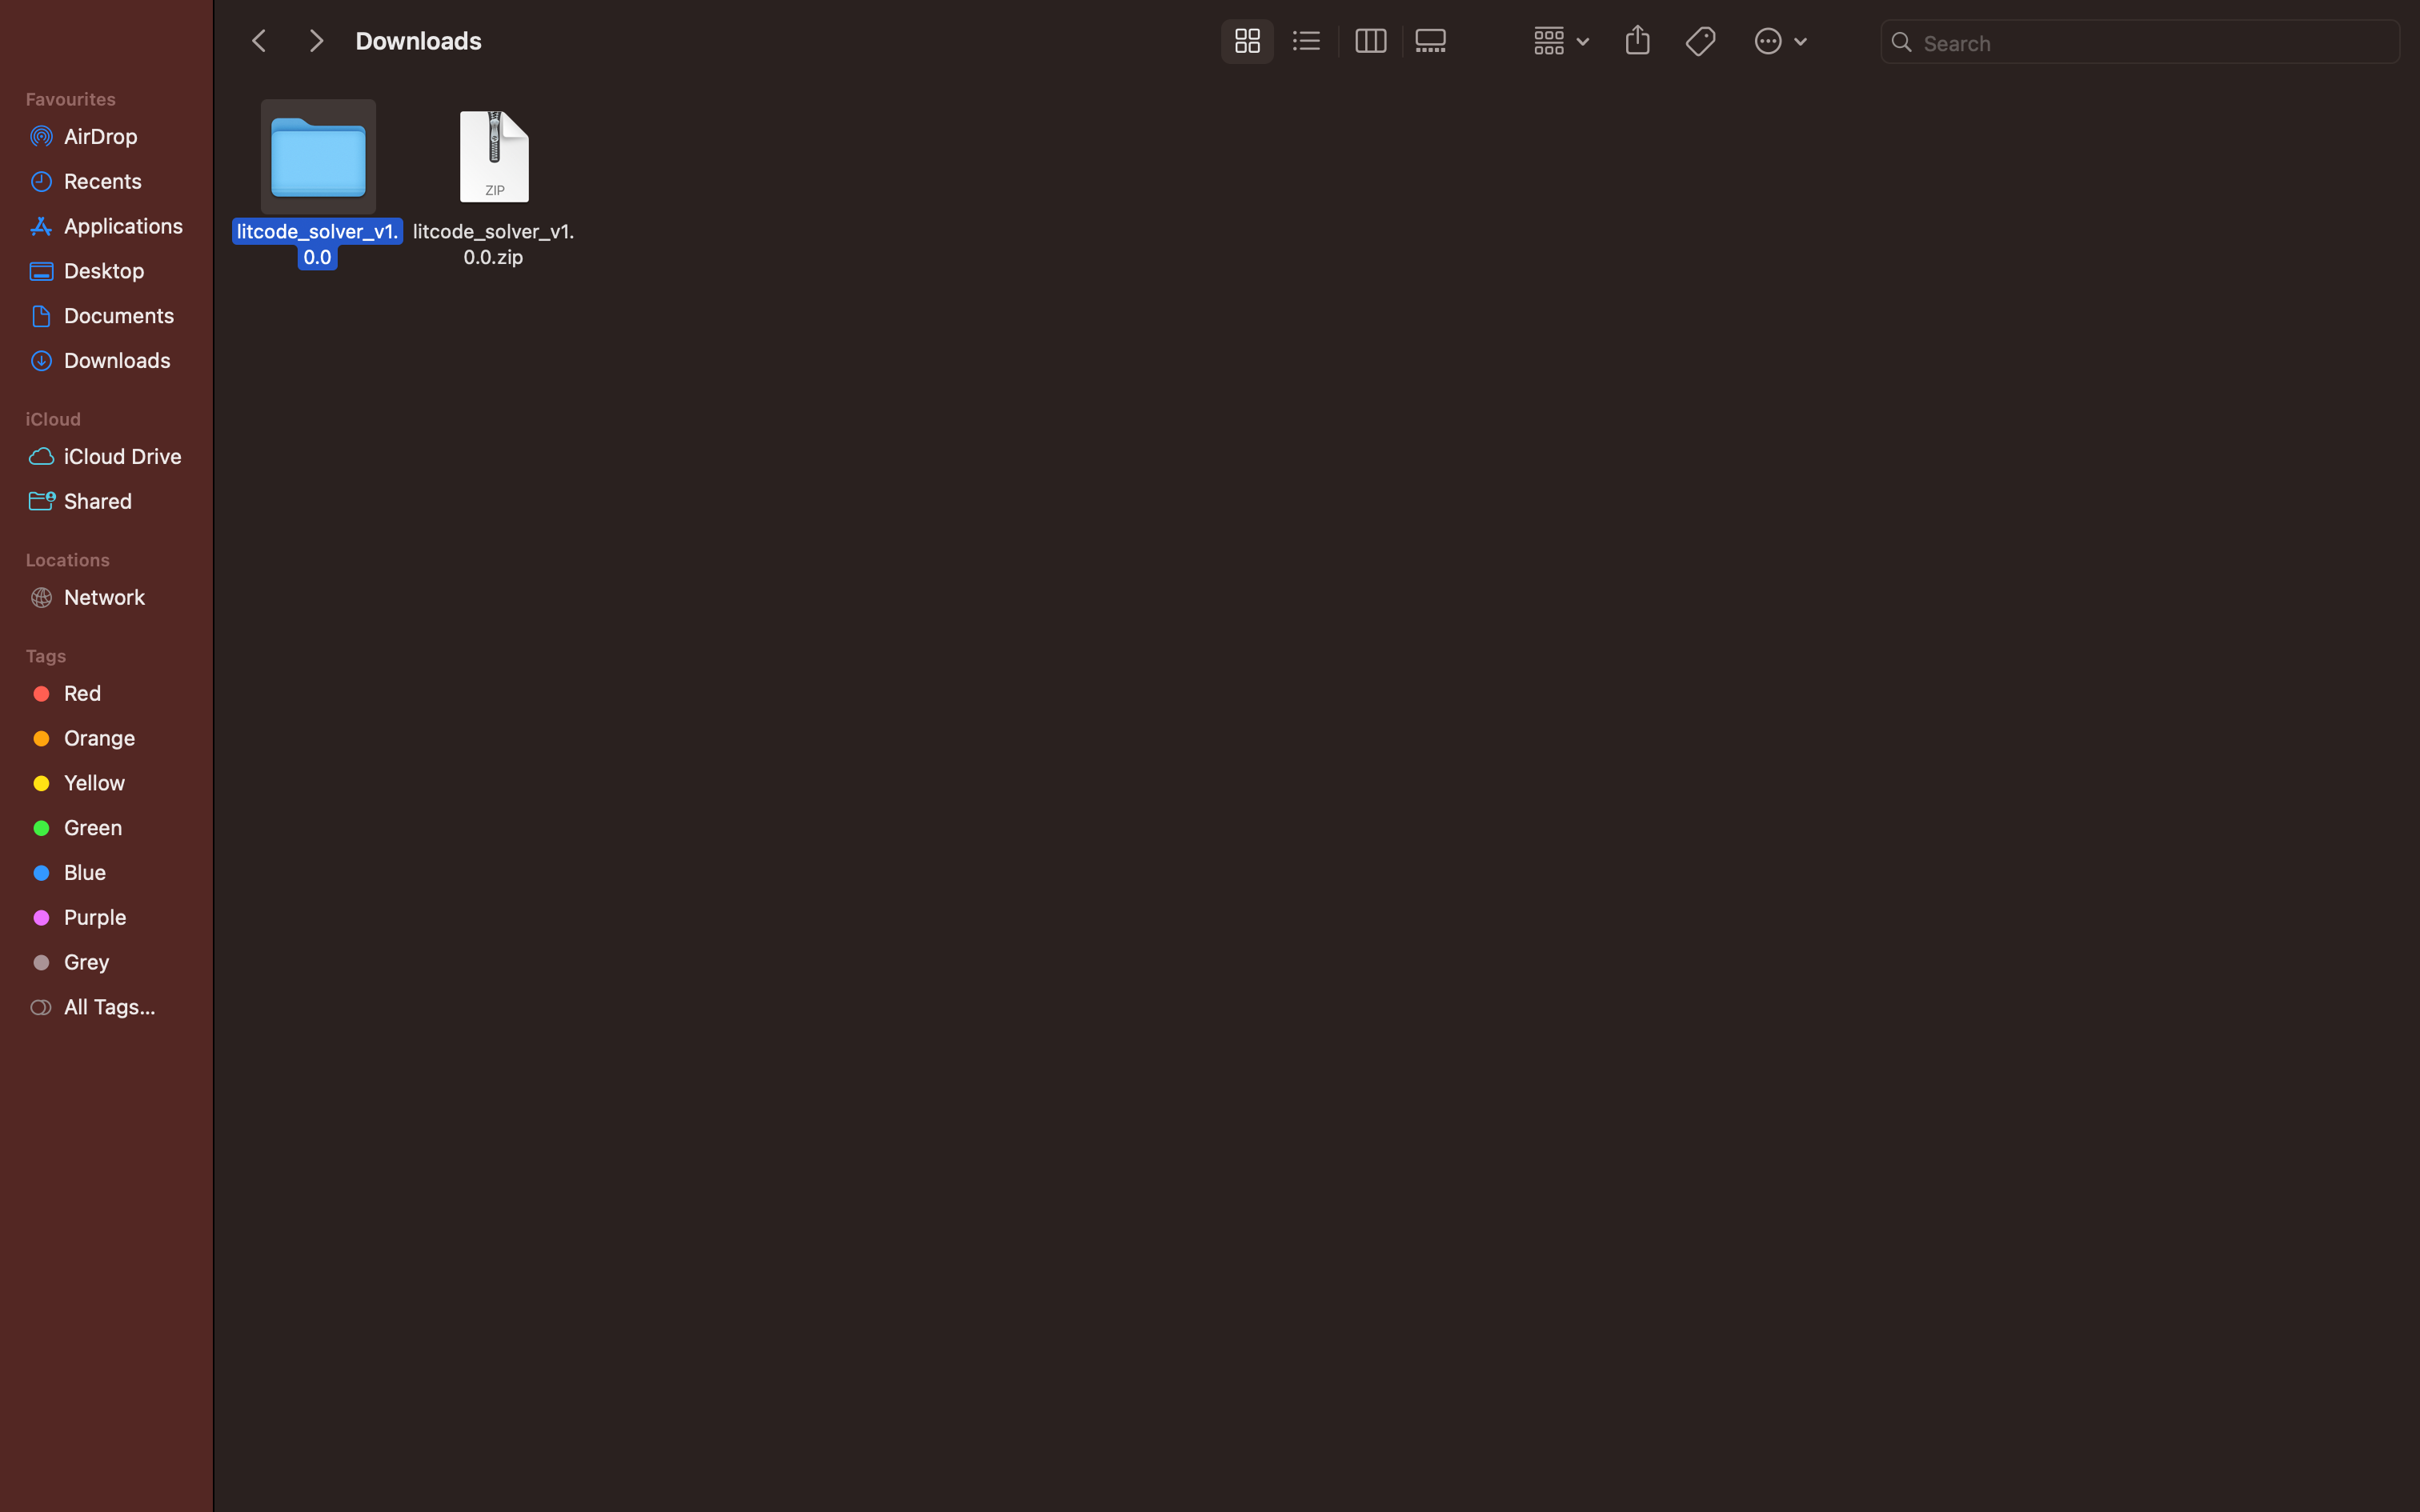 Downloads
Search
Favourites
AirDrop
Recents
Applications
Desktop
Documents
Downloads
iCloud
iCloud Drive
Shared
Locations
Network
Tags
Red
Orange
Yellow
Green
Blue
Purple
Grey
All Tags...
litcode_solver_v1.
0.0
ZIP
litcode_solver_v1.
0.0.zip